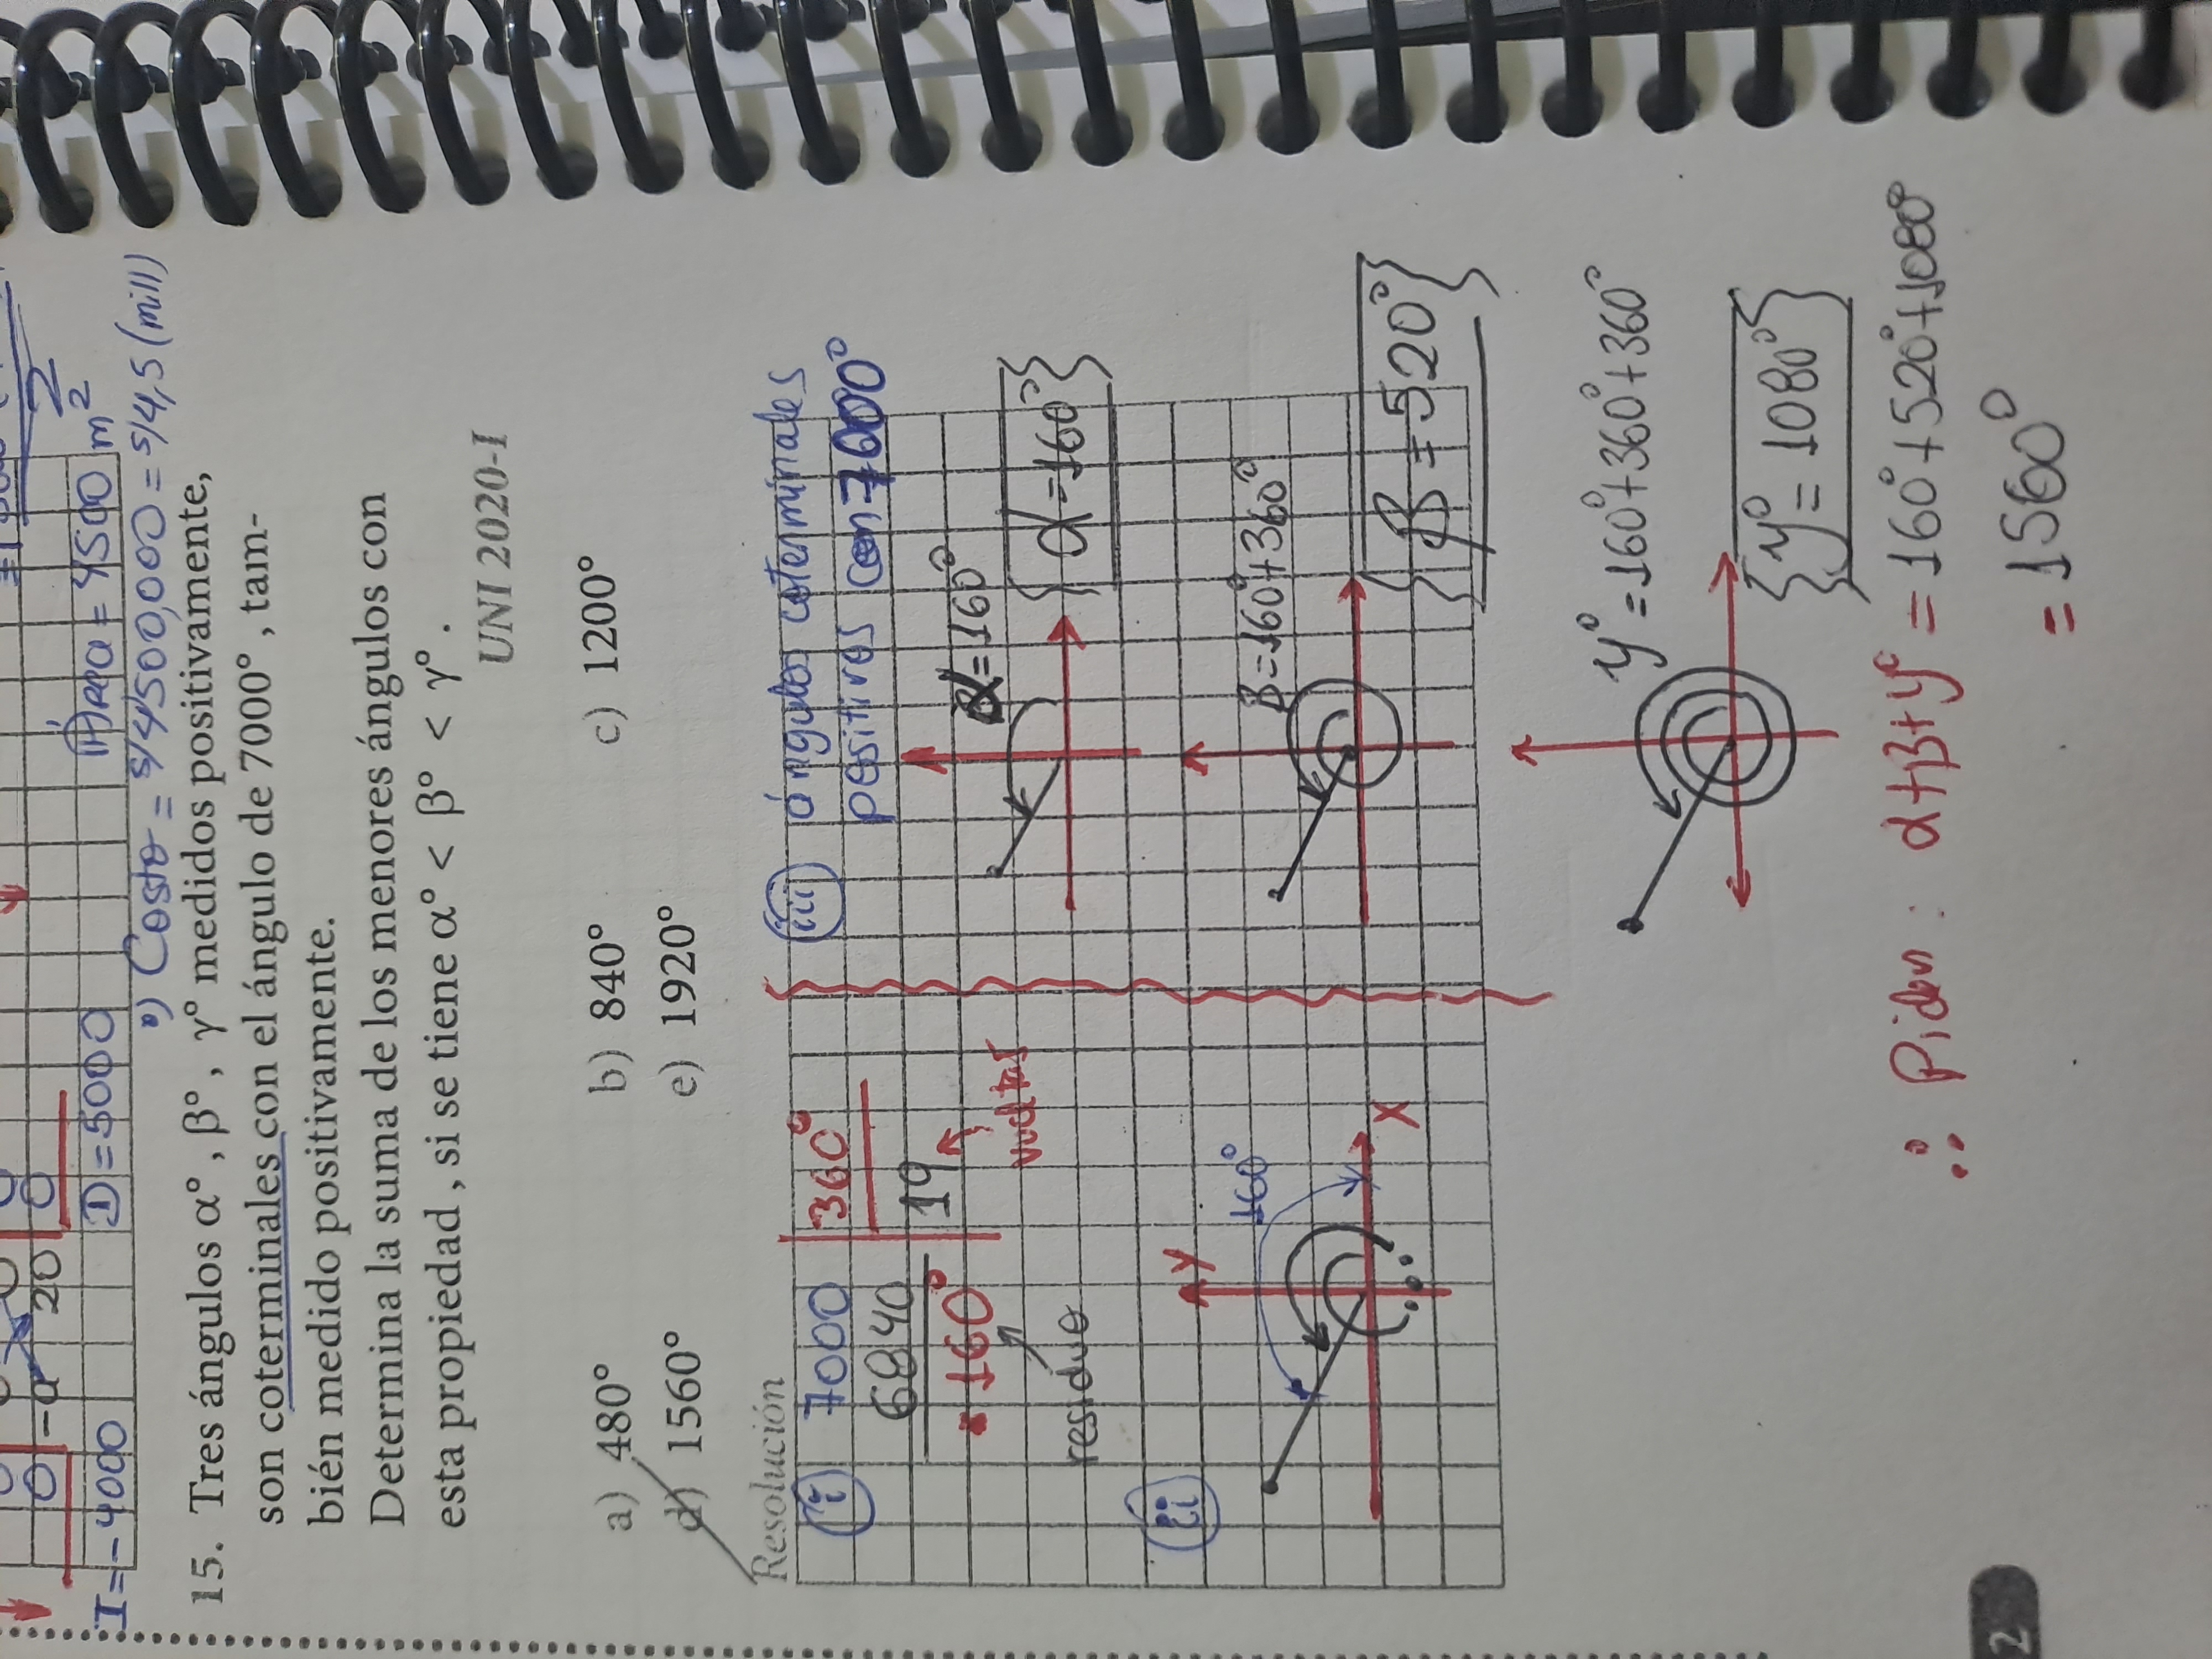 0 -a 20 0
2
I = -4000 D = 5000 Área = 4500 m²
•) Costo = s/4500,000 = s/4,5 (mill)
15. Tres ángulos α° , β° , γ° medidos positivamente,
son coterminales con el ángulo de 7000° , tam-
bién medido positivamente.
Determina la suma de los menores ángulos con
esta propiedad , si se tiene α° < β° < γ° .
UNI 2020-I
a) 480° b) 840° c) 1200°
d) 1560° e) 1920°
Resolución
i 7000 360°
6840 19
160° vueltas
residuo
ii
Y
160°
X
iii ángulos coterminales
positivos con 7000°
α = 160°
{α = 160°}
β = 160° + 360°
{β = 520°}
y° = 160° + 360° + 360°
{y° = 1080°}
∴ Piden : α + β + y° = 160° + 520° + 1080°
= 1560°
2